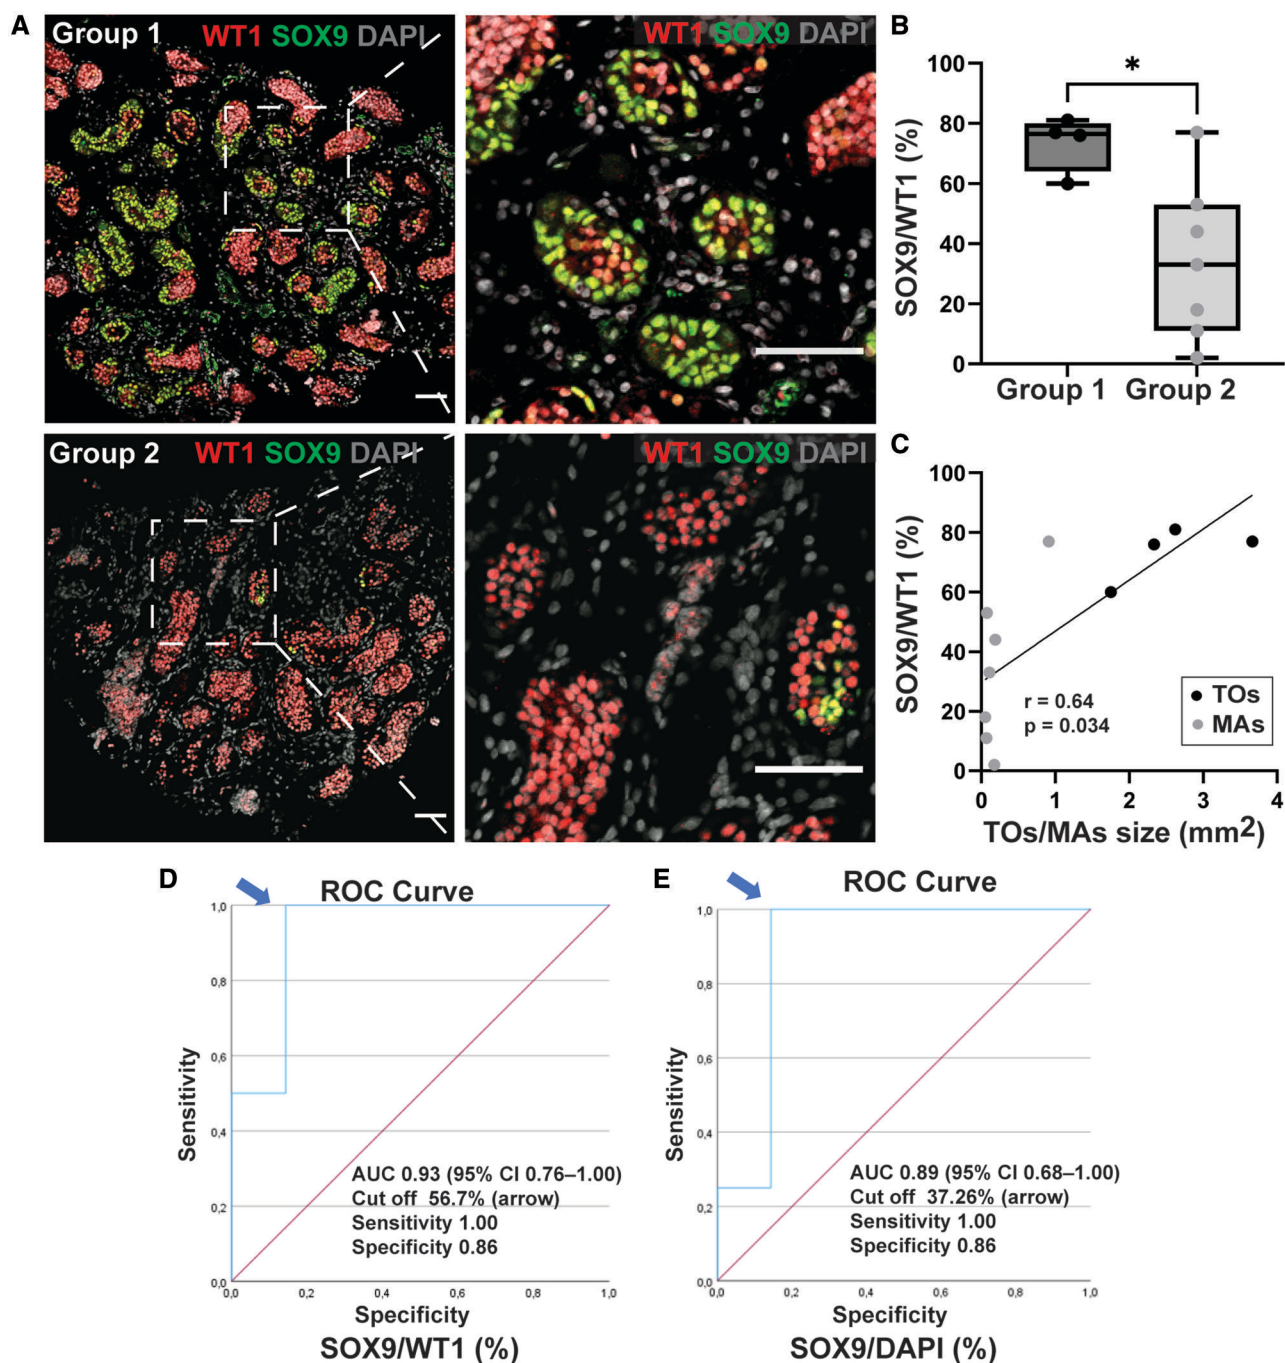 A
Group 1 WT1 SOX9 DAPI
WT1 SOX9 DAPI
Group 2 WT1 SOX9 DAPI
WT1 SOX9 DAPI
B
SOX9/WT1 (%)
100
80
60
40
20
0
*
Group 1 Group 2
C
SOX9/WT1 (%)
100
80
60
40
20
0
r = 0.64
p = 0.034
TOs
MAs
0 1 2 3 4
TOs/MAs size (mm2)
D
ROC Curve
Sensitivity
1,0
0,8
0,6
0,4
0,2
0,0
AUC 0.93 (95% CI 0.76–1.00)
Cut off 56.7% (arrow)
Sensitivity 1.00
Specificity 0.86
0,0 0,2 0,4 0,6 0,8 1,0
Specificity
SOX9/WT1 (%)
E
ROC Curve
Sensitivity
1,0
0,8
0,6
0,4
0,2
0,0
AUC 0.89 (95% CI 0.68–1.00)
Cut off 37.26% (arrow)
Sensitivity 1.00
Specificity 0.86
0,0 0,2 0,4 0,6 0,8 1,0
Specificity
SOX9/DAPI (%)